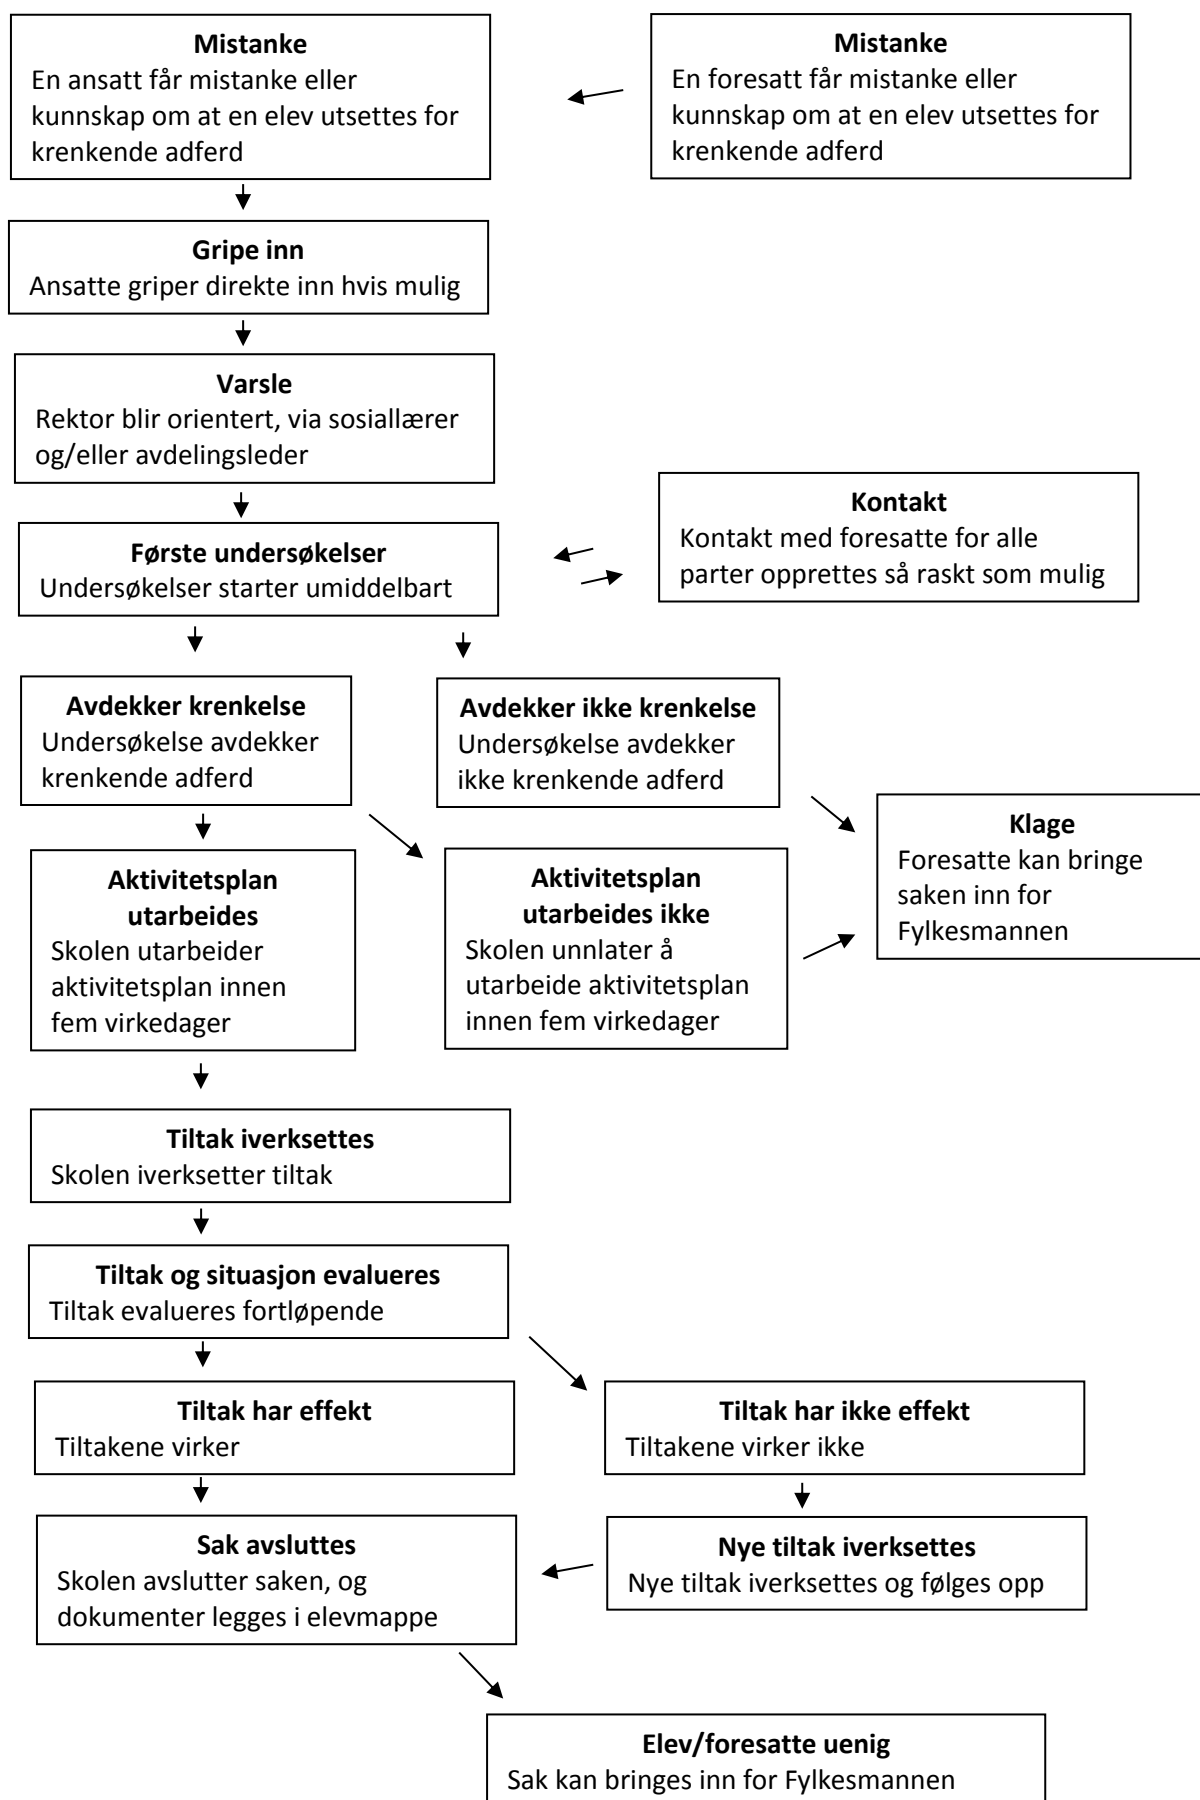 Mistanke
En ansatt får mistanke eller
kunnskap om at en elev utsettes for
krenkende adferd
Mistanke
En foresatt får mistanke eller
kunnskap om at en elev utsettes for
krenkende adferd
Gripe inn
Ansatte griper direkte inn hvis mulig
Varsle
Rektor blir orientert, via sosiallærer
og/eller avdelingsleder
Kontakt
Kontakt med foresatte for alle
parter opprettes så raskt som mulig
Første undersøkelser
Undersøkelser starter umiddelbart
Avdekker krenkelse
Undersøkelse avdekker
krenkende adferd
Avdekker ikke krenkelse
Undersøkelse avdekker
ikke krenkende adferd
Klage
Foresatte kan bringe
saken inn for
Fylkesmannen
Aktivitetsplan
utarbeides
Skolen utarbeider
aktivitetsplan innen
fem virkedager
Aktivitetsplan
utarbeides ikke
Skolen unnlater å
utarbeide aktivitetsplan
innen fem virkedager
Tiltak iverksettes
Skolen iverksetter tiltak
Tiltak og situasjon evalueres
Tiltak evalueres fortløpende
Tiltak har effekt
Tiltakene virker
Tiltak har ikke effekt
Tiltakene virker ikke
Sak avsluttes
Skolen avslutter saken, og
dokumenter legges i elevmappe
Nye tiltak iverksettes
Nye tiltak iverksettes og følges opp
Elev/foresatte uenig
Sak kan bringes inn for Fylkesmannen